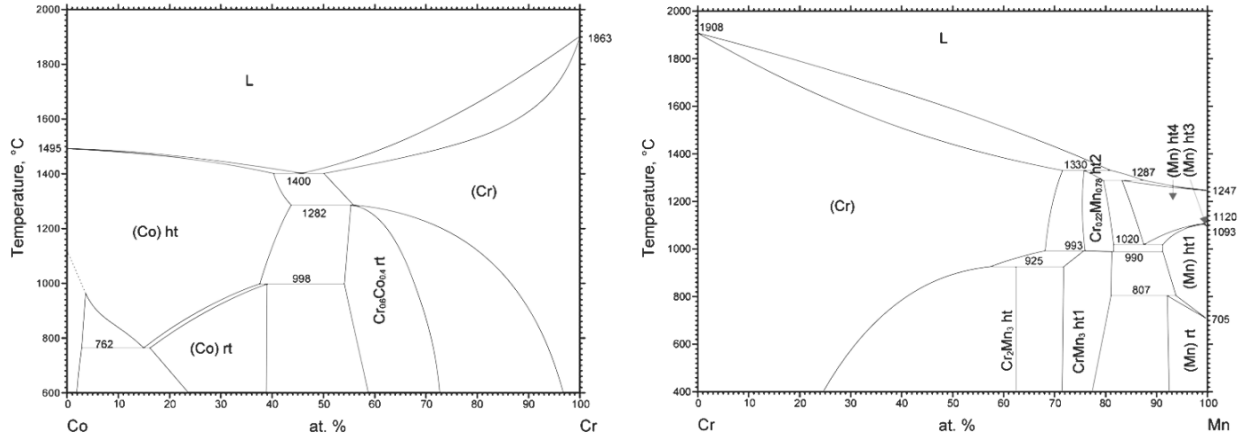 2000
1800
1600
1495
1400
1200
1000
800
600
Temperature, °C
L
1863
1400
1282
998
762
(Co) ht
(Co) rt
Cr₀.₆Co₀.₄ rt
(Cr)
0 10 20 30 40 50 60 70 80 90 100
Co at. % Cr
2000
1800
1600
1400
1200
1000
800
600
400
Temperature, °C
1908
L
(Cr)
1330
1287
1247
1120
1093
1020
993
990
925
807
705
Cr₂Mn₃ ht
CrMn₃ ht1
Cr₀.₂₂Mn₀.₇₈ ht2
(Mn) ht4
(Mn) ht3
(Mn) ht1
(Mn) rt
0 10 20 30 40 50 60 70 80 90 100
Cr at. % Mn